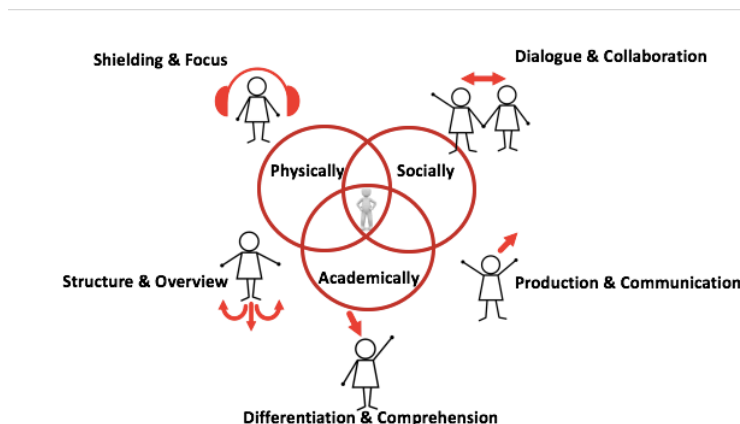 Shielding & Focus
Dialogue & Collaboration
Physically
Socially
Structure & Overview
Academically
Production & Communication
Differentiation & Comprehension